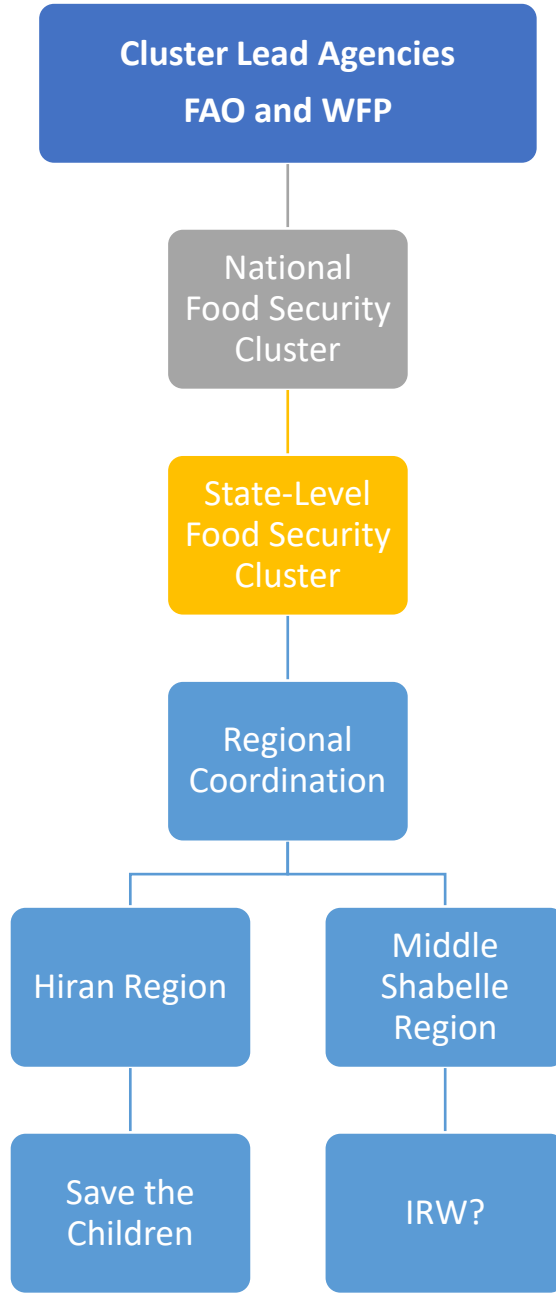 Cluster Lead Agencies
FAO and WFP
National
Food Security
Cluster
State-Level
Food Security
Cluster
Regional
Coordination
Hiran Region
Middle
Shabelle
Region
Save the
Children
IRW?